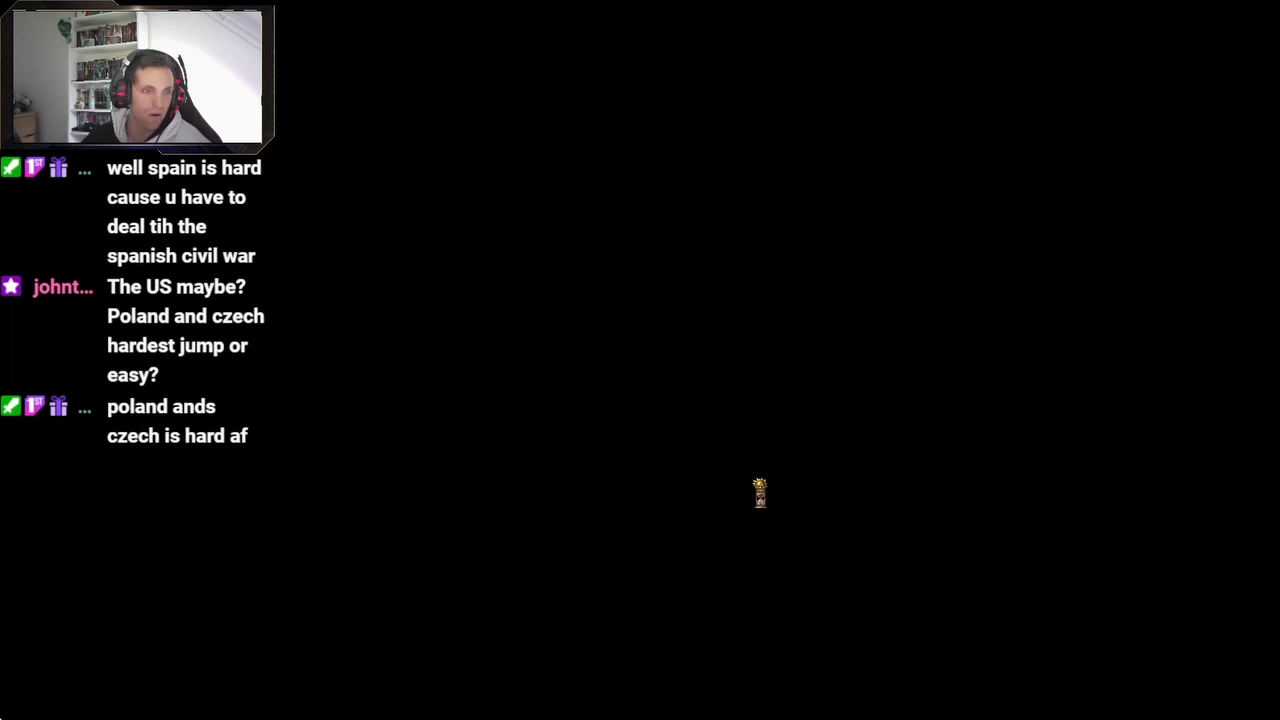 well spain is hard
cause u have to
deal tih the
spanish civil war
johnt... The US maybe?
Poland and czech
hardest jump or
easy?
poland ands
czech is hard af